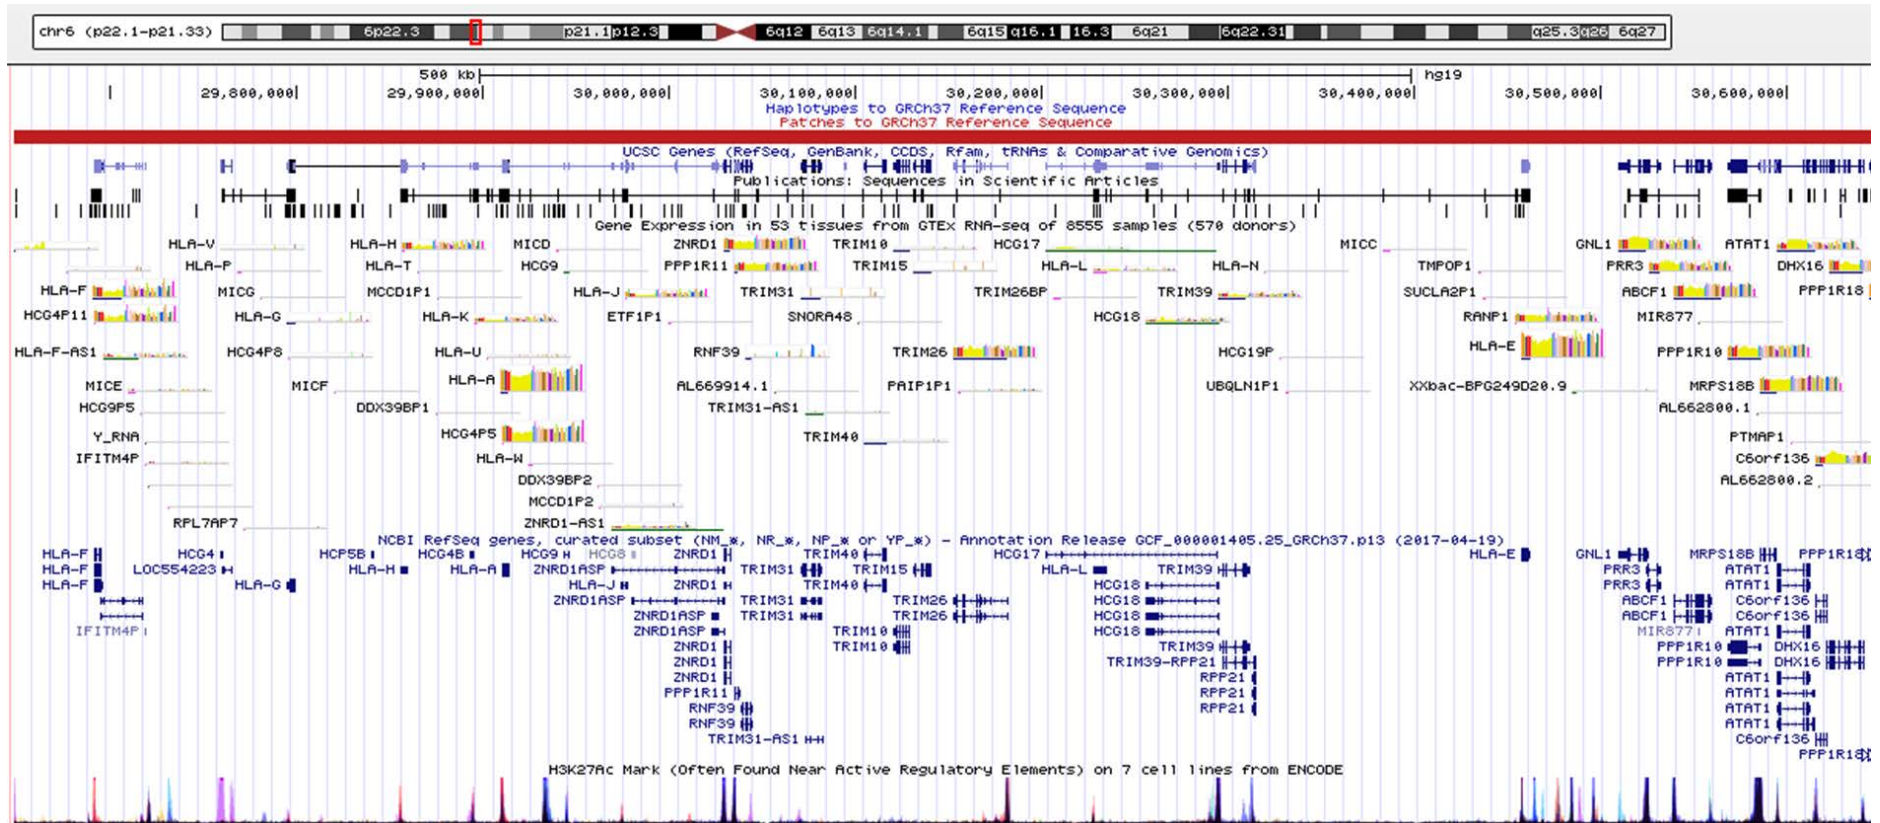 chr6 (p22.1-p21.33) 6p22.3 p21.1 p12.3 6q12 6q13 6q14.1 6q15 q16.1 16.3 6q21 6q22.31 q25.3 q26 6q27
500 kb hg19
29,800,000 29,900,000 30,000,000 30,100,000 30,200,000 30,300,000 30,400,000 30,500,000 30,600,000
Haplotypes to GRCh37 Reference Sequence
Patches to GRCh37 Reference Sequence
UCSC Genes (RefSeq, GenBank, CCDS, Rfam, tRNAs & Comparative Genomics)
Publications: Sequences in Scientific Articles
Gene Expression in 53 tissues from GTEx RNA-seq of 8555 samples (570 donors)
HLA-V HLA-H MICD ZNRD1 TRIM10 HCG17 MICC GNL1 ATAT1
HLA-P HLA-T HCG9 PPP1R11 TRIM15 HLA-L HLA-N TMPOP1 PRR3 DHX16
HLA-F MICG MCCD1P1 HLA-J TRIM31 TRIM26BP TRIM39 SUCLA2P1 ABCF1 PPP1R18
HCG4P11 HLA-G HLA-K ETF1P1 SNORA48 HCG18 RANP1 MIR877
HLA-F-AS1 HCG4P8 HLA-U RNF39 TRIM26 HCG19P HLA-E PPP1R10
MICE MICF HLA-A AL669914.1 PAIP1P1 UBQLN1P1 XXbac-BPG249D20.9 MRPS18B
HCG9P5 DDX39BP1 TRIM31-AS1 AL662800.1
Y_RNA HCG4P5 TRIM40 PTMAP1
IFITM4P HLA-W C6orf136
DDX39BP2 AL662800.2
MCCD1P2
RPL7AP7 ZNRD1-AS1
NCBI RefSeq genes, curated subset (NM_*, NR_*, NP_* or YP_*) - Annotation Release GCF_000001405.25_GRCh37.p13 (2017-04-19)
HLA-F HCG4 HCP5B HCG4B HCG9 HCG8 ZNRD1 TRIM40 HCG17 HLA-E GNL1 MRPS18B PPP1R18
HLA-F LOC554223 HLA-H HLA-A ZNRD1ASP TRIM31 TRIM15 HLA-L TRIM39 PRR3 ATAT1
HLA-F HLA-G HLA-J ZNRD1 TRIM40 HCG18 PRR3 ATAT1
ZNRD1ASP TRIM31 TRIM26 HCG18 ABCF1 C6orf136
ZNRD1ASP TRIM31 TRIM26 HCG18 ABCF1 C6orf136
IFITM4P ZNRD1ASP TRIM10 HCG18 MIR877 ATAT1
ZNRD1 TRIM10 TRIM39 PPP1R10 DHX16
ZNRD1 TRIM39-RPP21 PPP1R10 DHX16
ZNRD1 RPP21 ATAT1
PPP1R11 RPP21 ATAT1
RNF39 RPP21 ATAT1
RNF39 ATAT1
TRIM31-AS1 C6orf136
PPP1R18
H3K27Ac Mark (Often Found Near Active Regulatory Elements) on 7 cell lines from ENCODE